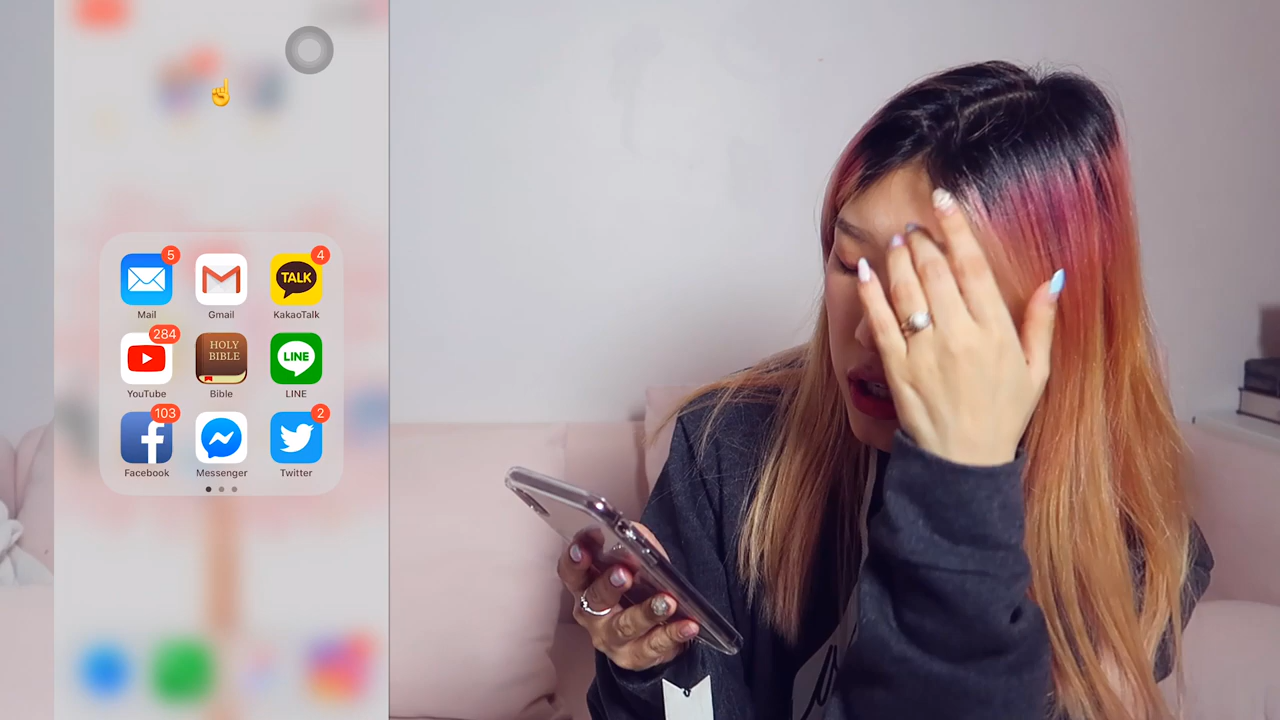 5
4
TALK
Mail
Gmail
KakaoTalk
284
HOLY
BIBLE
LINE
YouTube
Bible
LINE
103
2
Facebook
Messenger
Twitter